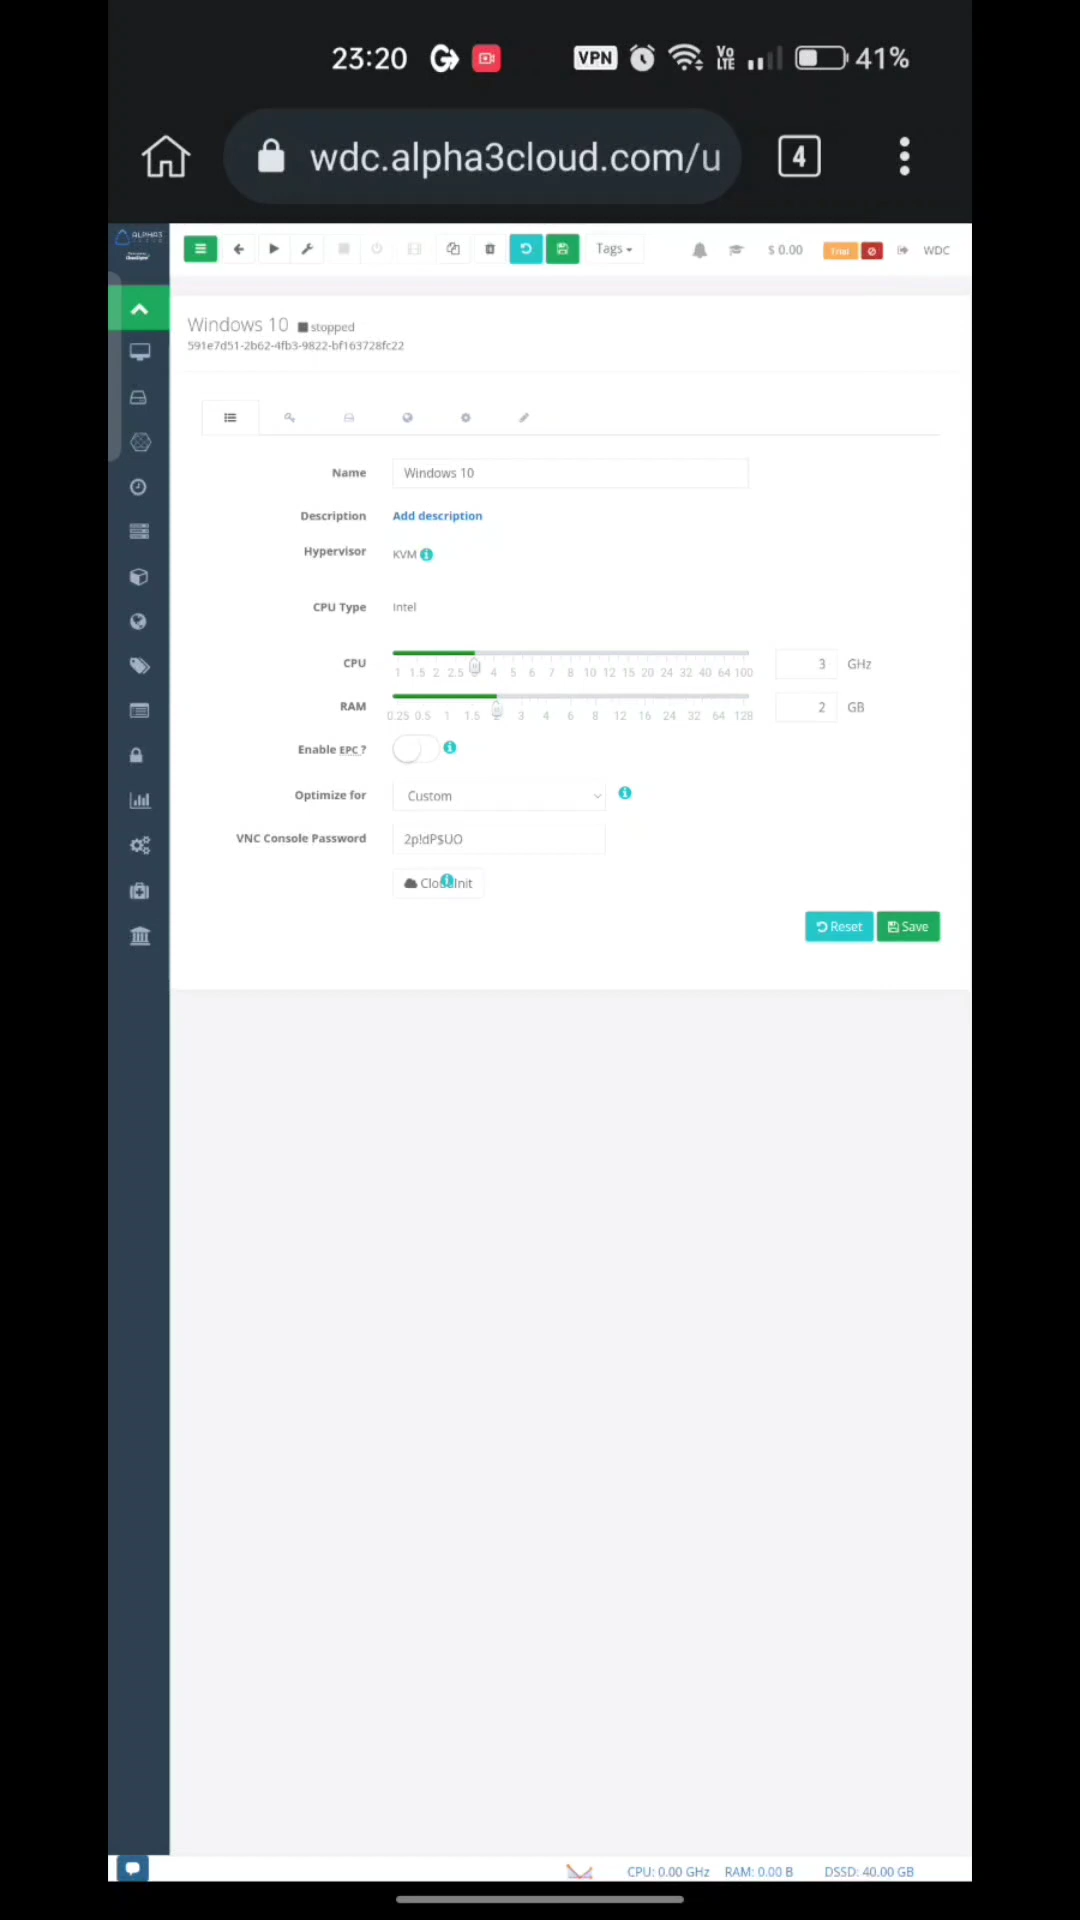 23:20 VPN Vo LTE 41%
wdc.alpha3cloud.com/u 4
ALPHA3
Tags $ 0.00 Trial WDC
Windows 10 stopped
591e7d51-2b62-4fb3-9822-bf163728fc22
Name Windows 10
Description Add description
Hypervisor KVM
CPU Type Intel
CPU 3 GHz
1 1.5 2 2.5 3 4 5 6 7 8 10 12 15 20 24 32 40 64 100
RAM 2 GB
0.25 0.5 1 1.5 2 3 4 6 8 12 16 24 32 64 128
Enable EPC ?
Optimize for Custom
VNC Console Password 2p!dP$UO
CloudInit
Reset Save
CPU: 0.00 GHz RAM: 0.00 B DSSD: 40.00 GB